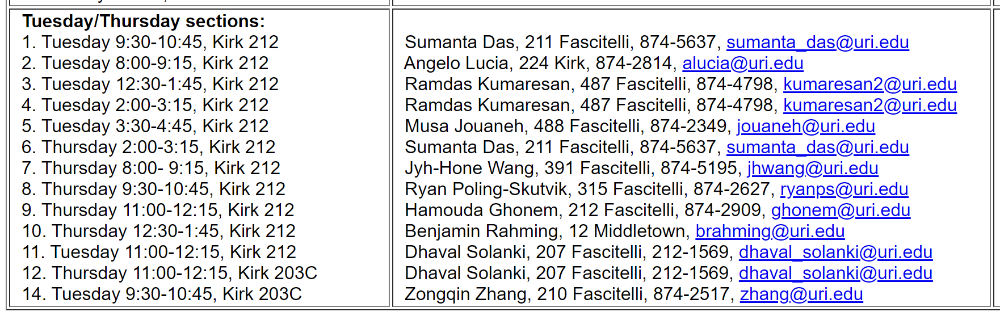 Tuesday/Thursday sections:
1. Tuesday 9:30-10:45, Kirk 212 Sumanta Das, 211 Fascitelli, 874-5637, sumanta_das@uri.edu
2. Tuesday 8:00-9:15, Kirk 212 Angelo Lucia, 224 Kirk, 874-2814, alucia@uri.edu
3. Tuesday 12:30-1:45, Kirk 212 Ramdas Kumaresan, 487 Fascitelli, 874-4798, kumaresan2@uri.edu
4. Tuesday 2:00-3:15, Kirk 212 Ramdas Kumaresan, 487 Fascitelli, 874-4798, kumaresan2@uri.edu
5. Tuesday 3:30-4:45, Kirk 212 Musa Jouaneh, 488 Fascitelli, 874-2349, jouaneh@uri.edu
6. Thursday 2:00-3:15, Kirk 212 Sumanta Das, 211 Fascitelli, 874-5637, sumanta_das@uri.edu
7. Thursday 8:00- 9:15, Kirk 212 Jyh-Hone Wang, 391 Fascitelli, 874-5195, jhwang@uri.edu
8. Thursday 9:30-10:45, Kirk 212 Ryan Poling-Skutvik, 315 Fascitelli, 874-2627, ryanps@uri.edu
9. Thursday 11:00-12:15, Kirk 212 Hamouda Ghonem, 212 Fascitelli, 874-2909, ghonem@uri.edu
10. Thursday 12:30-1:45, Kirk 212 Benjamin Rahming, 12 Middletown, brahming@uri.edu
11. Tuesday 11:00-12:15, Kirk 212 Dhaval Solanki, 207 Fascitelli, 212-1569, dhaval_solanki@uri.edu
12. Thursday 11:00-12:15, Kirk 203C Dhaval Solanki, 207 Fascitelli, 212-1569, dhaval_solanki@uri.edu
14. Tuesday 9:30-10:45, Kirk 203C Zongqin Zhang, 210 Fascitelli, 874-2517, zhang@uri.edu